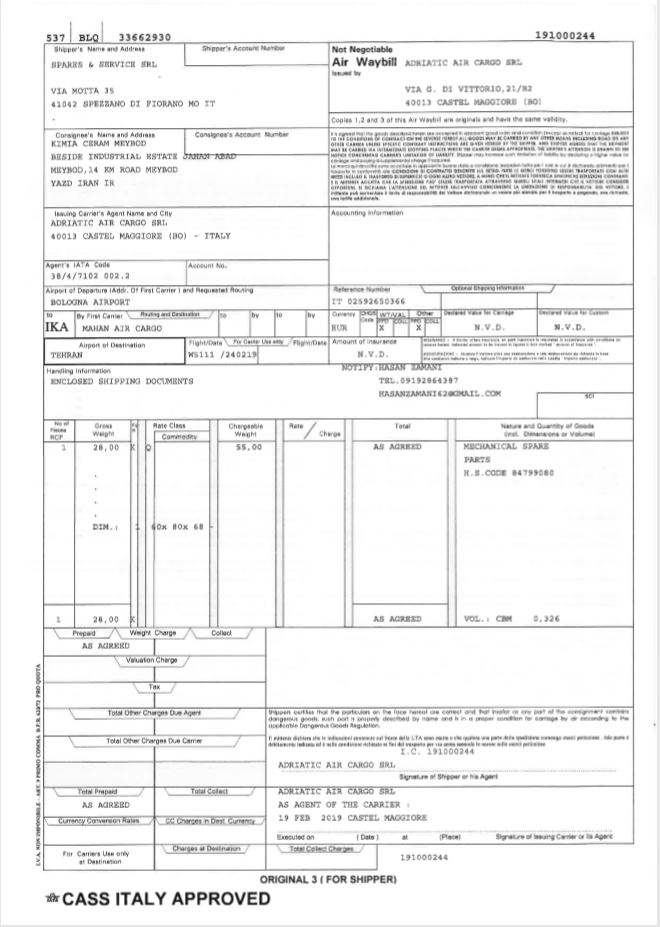 537 BLQ 33662930 191000244
Shipper's Name and Address Shipper's Account Number
SPARKS & SERVICE SRL
VIA MOTTA 35
41042 SPEZZANO DI FIORANO MO IT
Not Negotiable
Air Waybill ADRIATIC AIR CARGO SRL
Issued by
VIA G. DI VITTORIO,21/B2
40013 CASTEL MAGGIORE (BO)
Copies 1,2 and 3 of this Air Waybill are originals and have the same validity.
Consignee's Name and Address Consignee's Account Number
KIMIA CERAM MEYBOD
BESIDE INDUSTRIAL ESTATE JAHAN ABAD
MEYBOD,14 KM ROAD MEYBOD
YAZD IRAN IR
Issuing Carrier's Agent Name and City
ADRIATIC AIR CARGO SRL
40013 CASTEL MAGGIORE (BO) - ITALY
Accounting Information
Agent's IATA Code Account No.
38/4/7102 002.2
Airport of Departure (Addr. Of First Carrier ) and Requested Routing
BOLOGNA AIRPORT
Reference Number Optional Shipping Information
IT 02592650366
to By First Carrier Routing and Destination to by to by
IKA MAHAN AIR CARGO
Currency CHGS Code WT/VAL Other Declared Value for Carriage Declared Value for Custom
PPD COLL PPD COLL
EUR X X N.V.D. N.V.D.
Airport of Destination Flight/Date For Carrier Use only Flight/Date Amount of Insurance
TEHRAN W5111 /240219 N.V.D.
Handling Information
ENCLOSED SHIPPING DOCUMENTS
NOTIFY:HASAN ZAMANI
TEL.09192864387
HASANZAMANI62@GMAIL.COM
SCI
No of Pieces RCP Gross Weight Rate Class Commodity Chargeable Weight Rate / Charge Total Nature and Quantity of Goods (Incl. Dimensions or Volume)
1 28,00 K Q 55,00 AS AGREED MECHANICAL SPARE
PARTS
H.S.CODE 84799080
DIM.: 1 60X 80X 68
1 28,00 K AS AGREED VOL.: CBM 0,326
Prepaid Weight Charge Collect
AS AGREED
Valuation Charge
Tax
Total Other Charges Due Agent
Shipper certifies that the particulars on the face hereof are correct and that insofar as any part of the consignment contains dangerous goods, such part is properly described by name and is in a proper condition for carriage by air according to the applicable Dangerous Goods Regulation.
Total Other Charges Due Carrier
I.C. 191000244
ADRIATIC AIR CARGO SRL
Signature of Shipper or his Agent
Total Prepaid Total Collect
AS AGREED
ADRIATIC AIR CARGO SRL
AS AGENT OF THE CARRIER :
19 FEB 2019 CASTEL MAGGIORE
Currency Conversion Rates CC Charges in Dest. Currency
Executed on (Date) at (Place) Signature of Issuing Carrier or its Agent
For Carriers Use only at Destination Charges at Destination Total Collect Charges
191000244
ORIGINAL 3 ( FOR SHIPPER)
CASS ITALY APPROVED